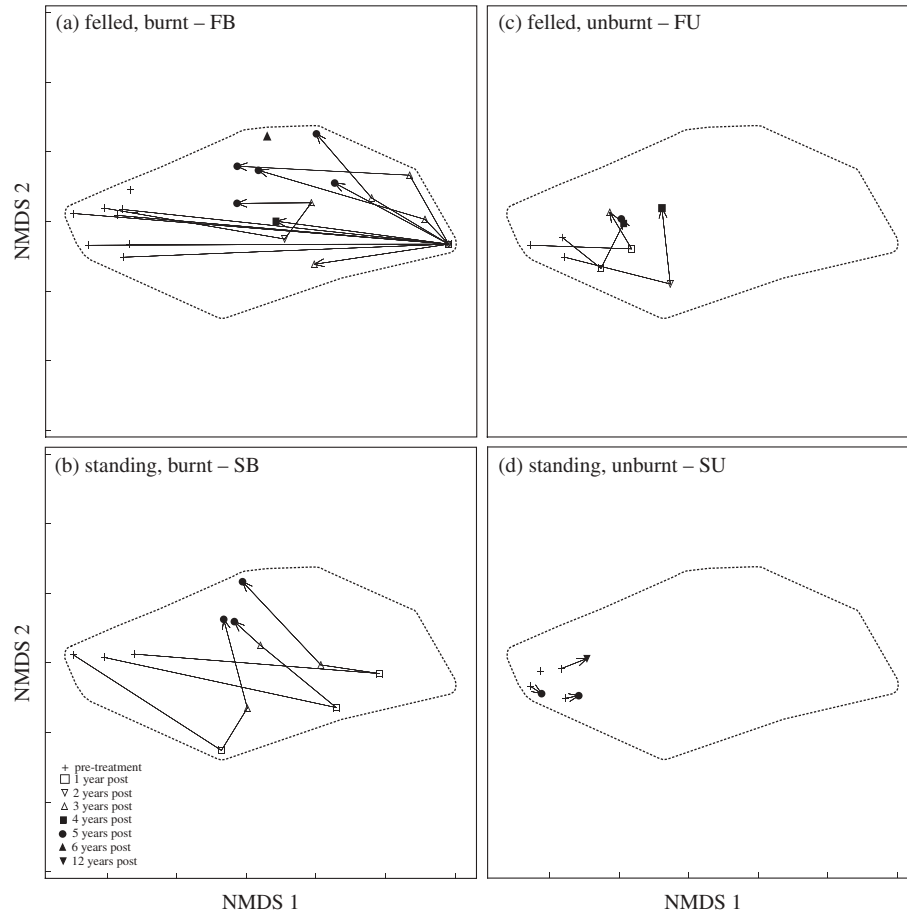 (a) felled, burnt – FB
(c) felled, unburnt – FU
NMDS 2
(b) standing, burnt – SB
(d) standing, unburnt – SU
NMDS 2
pre-treatment
1 year post
2 years post
3 years post
4 years post
5 years post
6 years post
12 years post
NMDS 1
NMDS 1